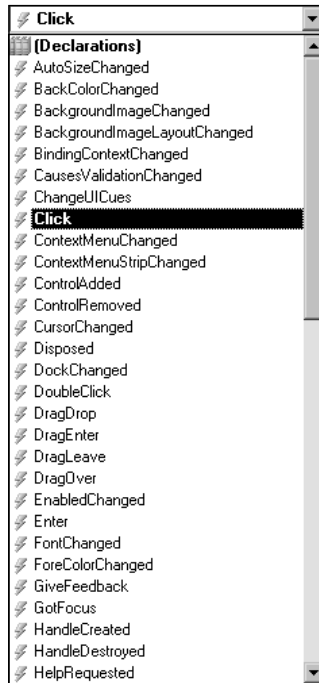 Click
(Declarations)
AutoSizeChanged
BackColorChanged
BackgroundImageChanged
BackgroundImageLayoutChanged
BindingContextChanged
CausesValidationChanged
ChangeUICues
Click
ContextMenuChanged
ContextMenuStripChanged
ControlAdded
ControlRemoved
CursorChanged
Disposed
DockChanged
DoubleClick
DragDrop
DragEnter
DragLeave
DragOver
EnabledChanged
Enter
FontChanged
ForeColorChanged
GiveFeedback
GotFocus
HandleCreated
HandleDestroyed
HelpRequested